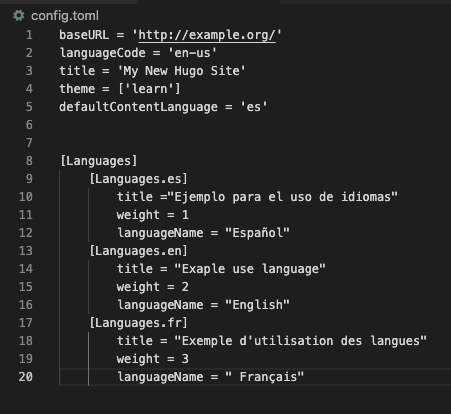 config.toml
1 baseURL = 'http://example.org/'
2 languageCode = 'en-us'
3 title = 'My New Hugo Site'
4 theme = ['learn']
5 defaultContentLanguage = 'es'
6
7
8 [Languages]
9 [Languages.es]
10 title ="Ejemplo para el uso de idiomas"
11 weight = 1
12 languageName = "Español"
13 [Languages.en]
14 title = "Exaple use language"
15 weight = 2
16 languageName = "English"
17 [Languages.fr]
18 title = "Exemple d'utilisation des langues"
19 weight = 3
20 languageName = " Français"